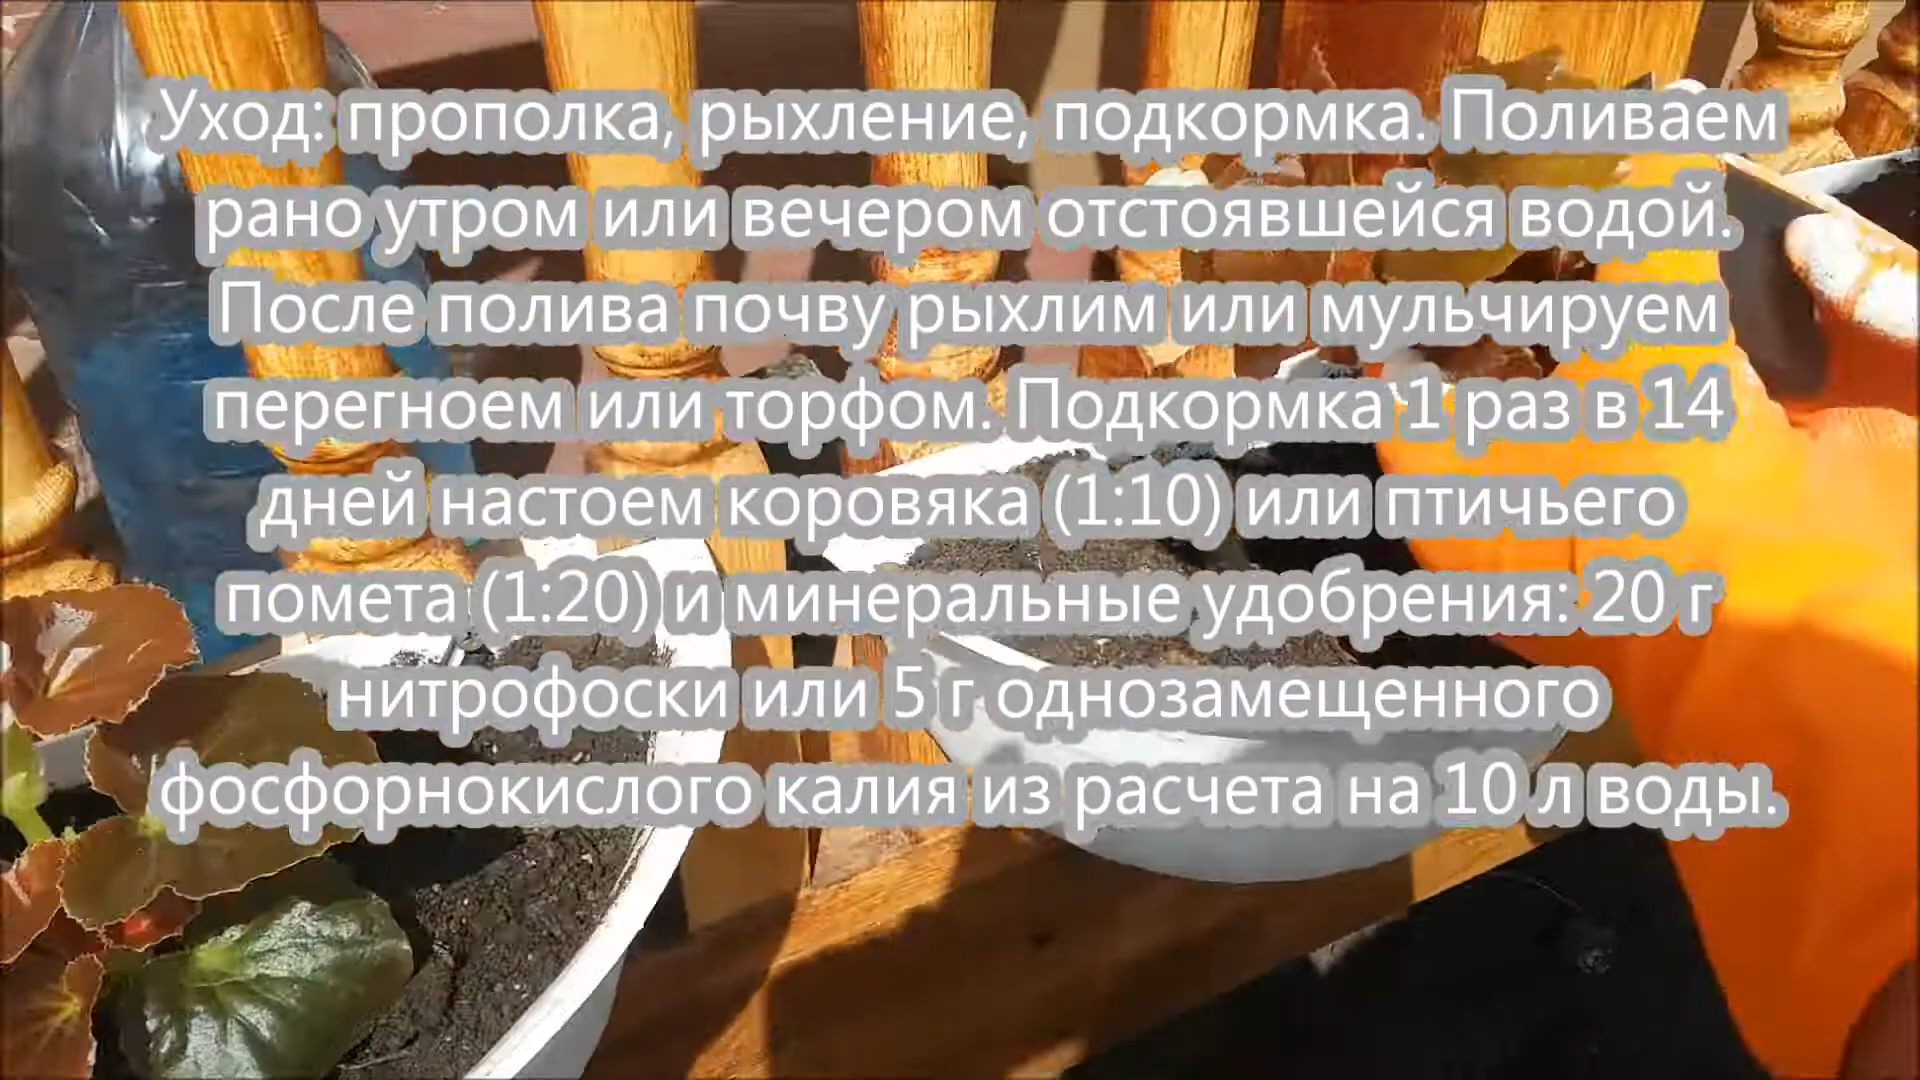 Уход: прополка, рыхление, подкормка. Поливаем
рано утром или вечером отстоявшейся водой.
После полива почву рыхлим или мульчируем
перегноем или торфом. Подкормка 1 раз в 14
дней настоем коровяка (1:10) или птичьего
помета (1:20) и минеральные удобрения: 20 г
нитрофоски или 5 г однозамещенного
фосфорнокислого калия из расчета на 10 л воды.